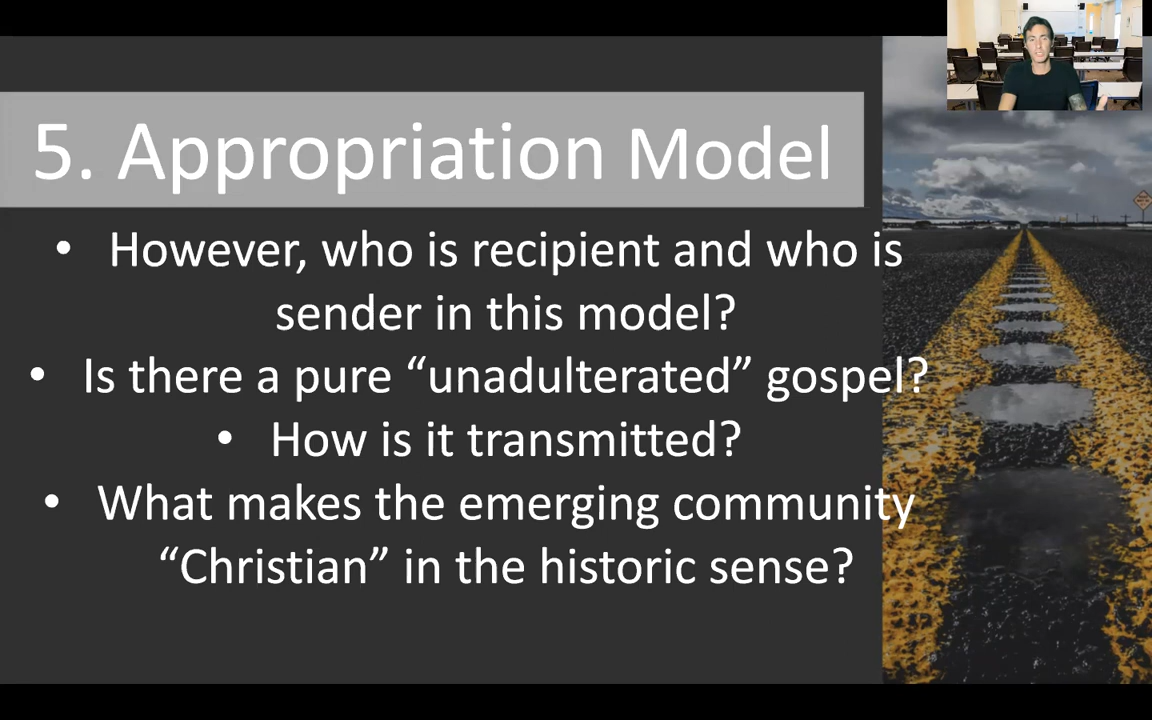 5. Appropriation Model
• However, who is recipient and who is
sender in this model?
• Is there a pure “unadulterated” gospel?
• How is it transmitted?
• What makes the emerging community
“Christian” in the historic sense?